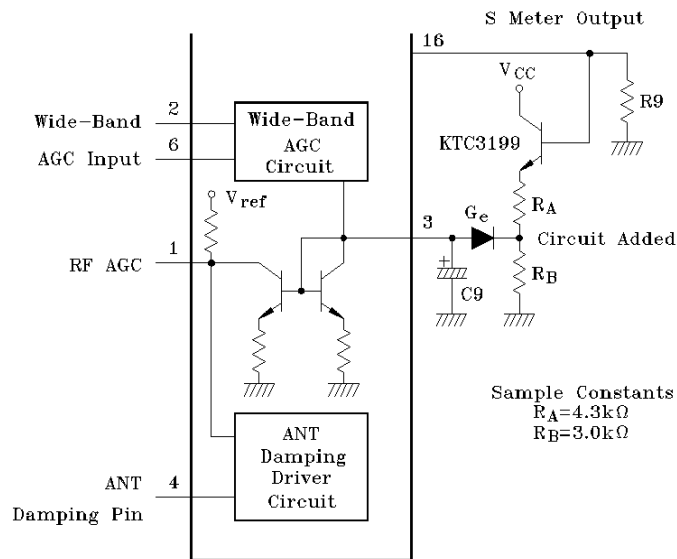 S Meter Output
16
VCC
R9
KTC3199
2
Wide-Band
6
AGC Input
Wide-Band
AGC
Circuit
Vref
1
RF AGC
3
Ge
RA
Circuit Added
RB
+
C9
Sample Constants
RA=4.3kΩ
RB=3.0kΩ
ANT
Damping
Driver
Circuit
ANT
4
Damping Pin